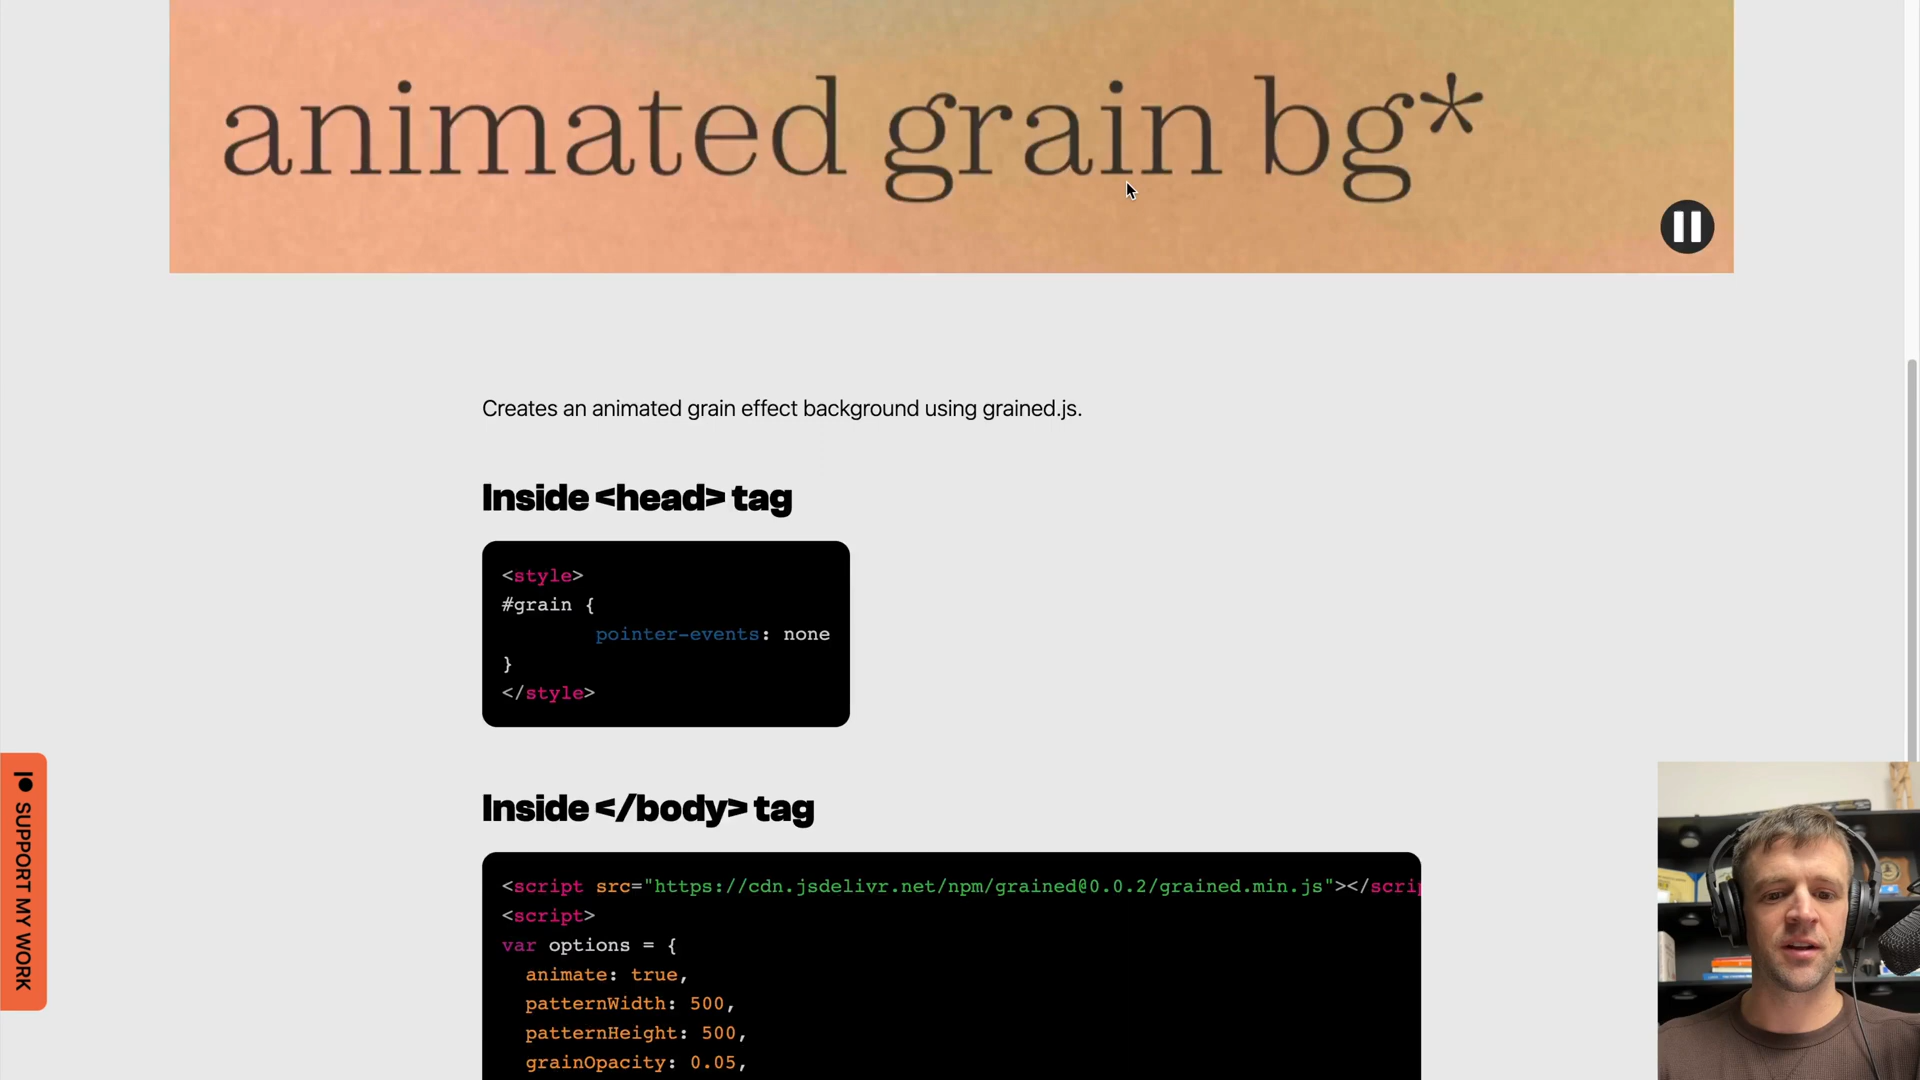 animated grain bg*
Creates an animated grain effect background using grained.js.
Inside <head> tag
<style>
#grain {
pointer-events: none
}
</style>
Inside </body> tag
<script src="https://cdn.jsdelivr.net/npm/grained@0.0.2/grained.min.js"></scrip
<script>
var options = {
animate: true,
patternWidth: 500,
patternHeight: 500,
grainOpacity: 0.05,
SUPPORT MY WORK